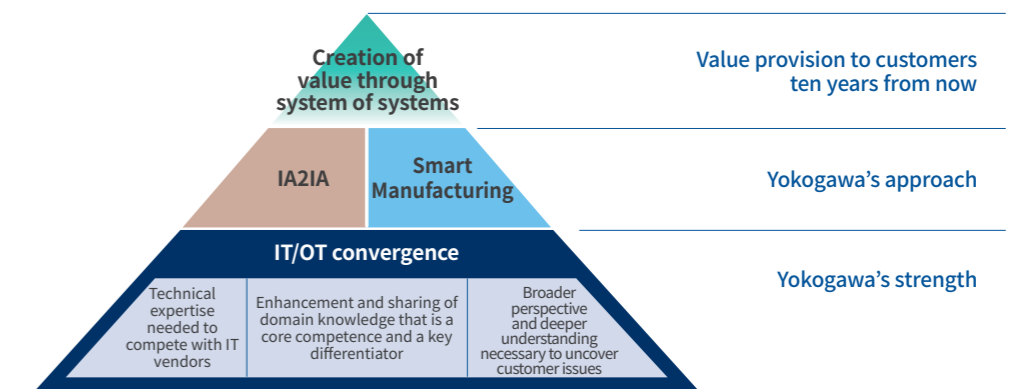 Creation of
value through
system of systems
Value provision to customers
ten years from now
IA2IA
Smart
Manufacturing
Yokogawa’s approach
IT/OT convergence
Yokogawa’s strength
Technical
expertise
needed to
compete with IT
vendors
Enhancement and sharing of
domain knowledge that is a
core competence and a key
differentiator
Broader
perspective
and deeper
understanding
necessary to uncover
customer issues